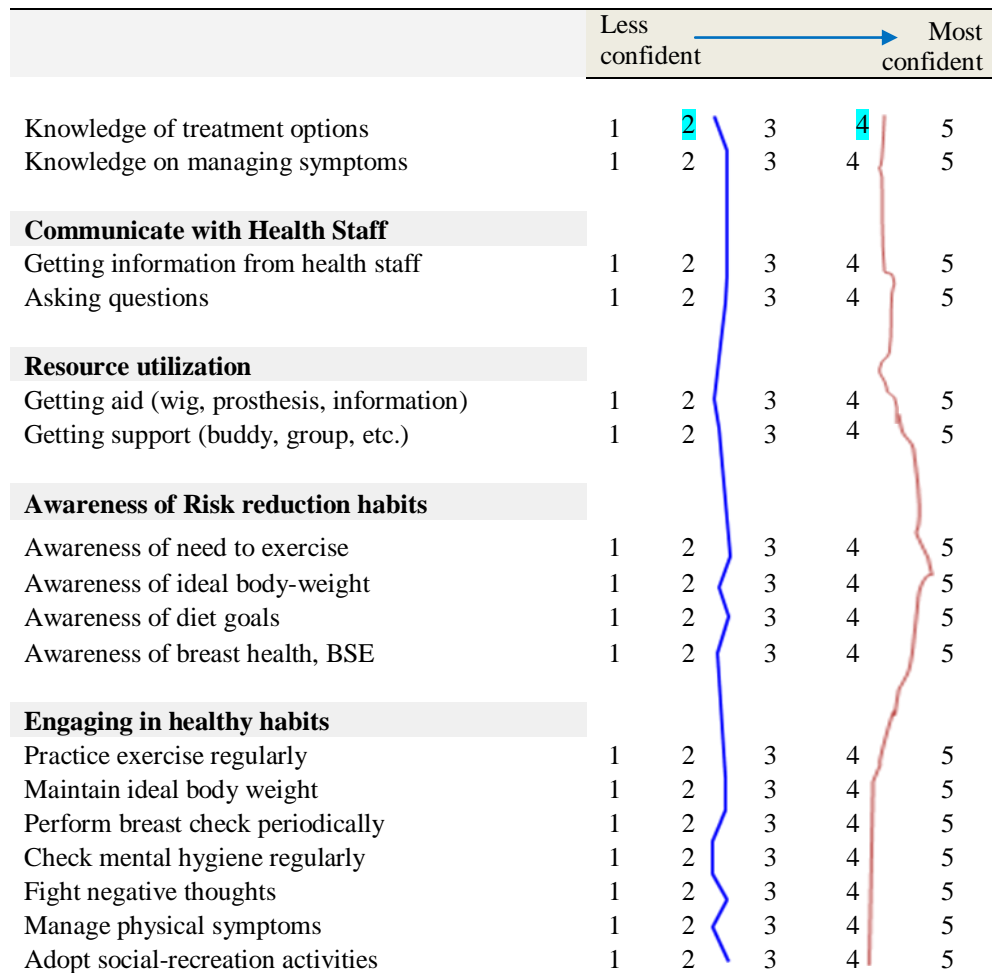 Less Most
confident confident
Knowledge of treatment options 1 2 3 4 5
Knowledge on managing symptoms 1 2 3 4 5
Communicate with Health Staff
Getting information from health staff 1 2 3 4 5
Asking questions 1 2 3 4 5
Resource utilization
Getting aid (wig, prosthesis, information) 1 2 3 4 5
Getting support (buddy, group, etc.) 1 2 3 4 5
Awareness of Risk reduction habits
Awareness of need to exercise 1 2 3 4 5
Awareness of ideal body-weight 1 2 3 4 5
Awareness of diet goals 1 2 3 4 5
Awareness of breast health, BSE 1 2 3 4 5
Engaging in healthy habits
Practice exercise regularly 1 2 3 4 5
Maintain ideal body weight 1 2 3 4 5
Perform breast check periodically 1 2 3 4 5
Check mental hygiene regularly 1 2 3 4 5
Fight negative thoughts 1 2 3 4 5
Manage physical symptoms 1 2 3 4 5
Adopt social-recreation activities 1 2 3 4 5